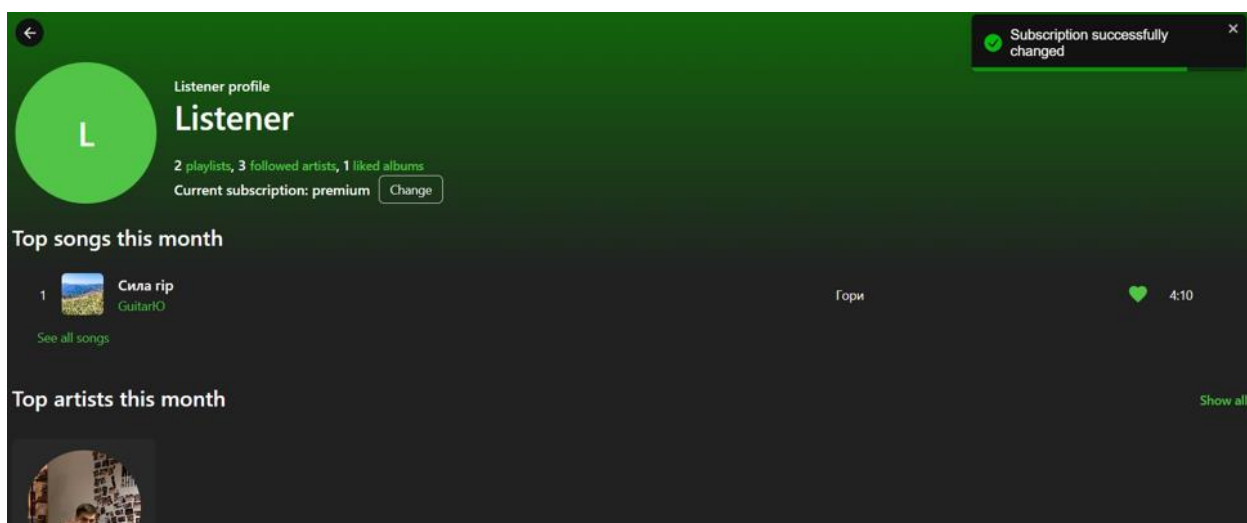 Subscription successfully
changed
Listener profile
L
Listener
2 playlists, 3 followed artists, 1 liked albums
Current subscription: premium Change
Top songs this month
1 Сила гір Гори 4:10
GuitarЮ
See all songs
Top artists this month Show all